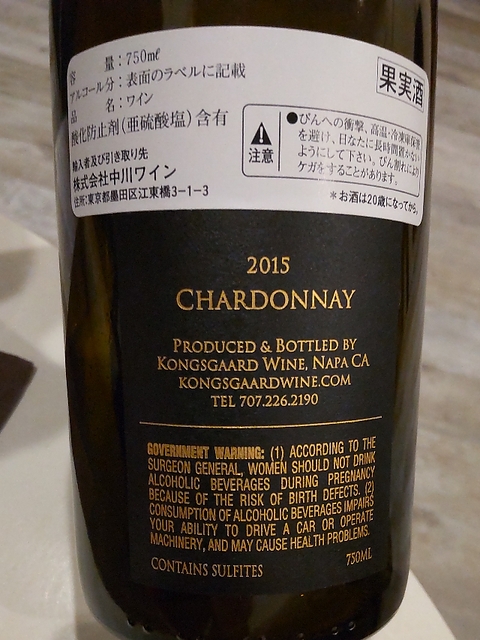 容 量：750㎖
アルコール分：表面のラベルに記載
品 名：ワイン
酸化防止剤(亜硫酸塩)含有
輸入者及び引き取り先
株式会社中川ワイン
住所：東京都墨田区江東橋3−1−3
果実酒
注意
●びんへの衝撃、高温・冷凍庫保管
を避け、日なたに長時間置かない
ようにして下さい。びん割れにより
ケガをすることがあります。
＊お酒は20歳になってから。
2015
CHARDONNAY
PRODUCED & BOTTLED BY
KONGSGAARD WINE, NAPA CA
KONGSGAARDWINE.COM
TEL 707.226.2190
GOVERNMENT WARNING: (1) ACCORDING TO THE
SURGEON GENERAL, WOMEN SHOULD NOT DRINK
ALCOHOLIC BEVERAGES DURING PREGNANCY
BECAUSE OF THE RISK OF BIRTH DEFECTS. (2)
CONSUMPTION OF ALCOHOLIC BEVERAGES IMPAIRS
YOUR ABILITY TO DRIVE A CAR OR OPERATE
MACHINERY, AND MAY CAUSE HEALTH PROBLEMS.
CONTAINS SULFITES
750ML